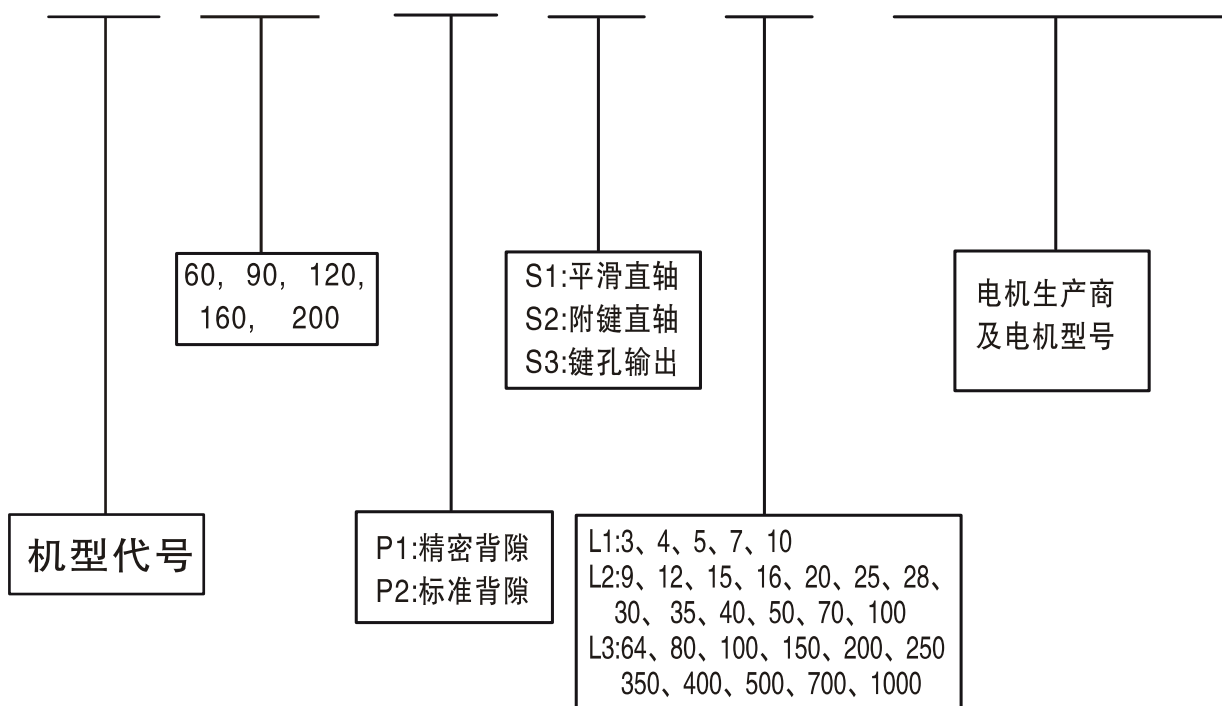 60, 90, 120,
160, 200
S1:平滑直轴
S2:附键直轴
S3:键孔输出
电机生产商
及电机型号
机型代号
P1:精密背隙
P2:标准背隙
L1:3、4、5、7、10
L2:9、12、15、16、20、25、28、
30、35、40、50、70、100
L3:64、80、100、150、200、250
350、400、500、700、1000